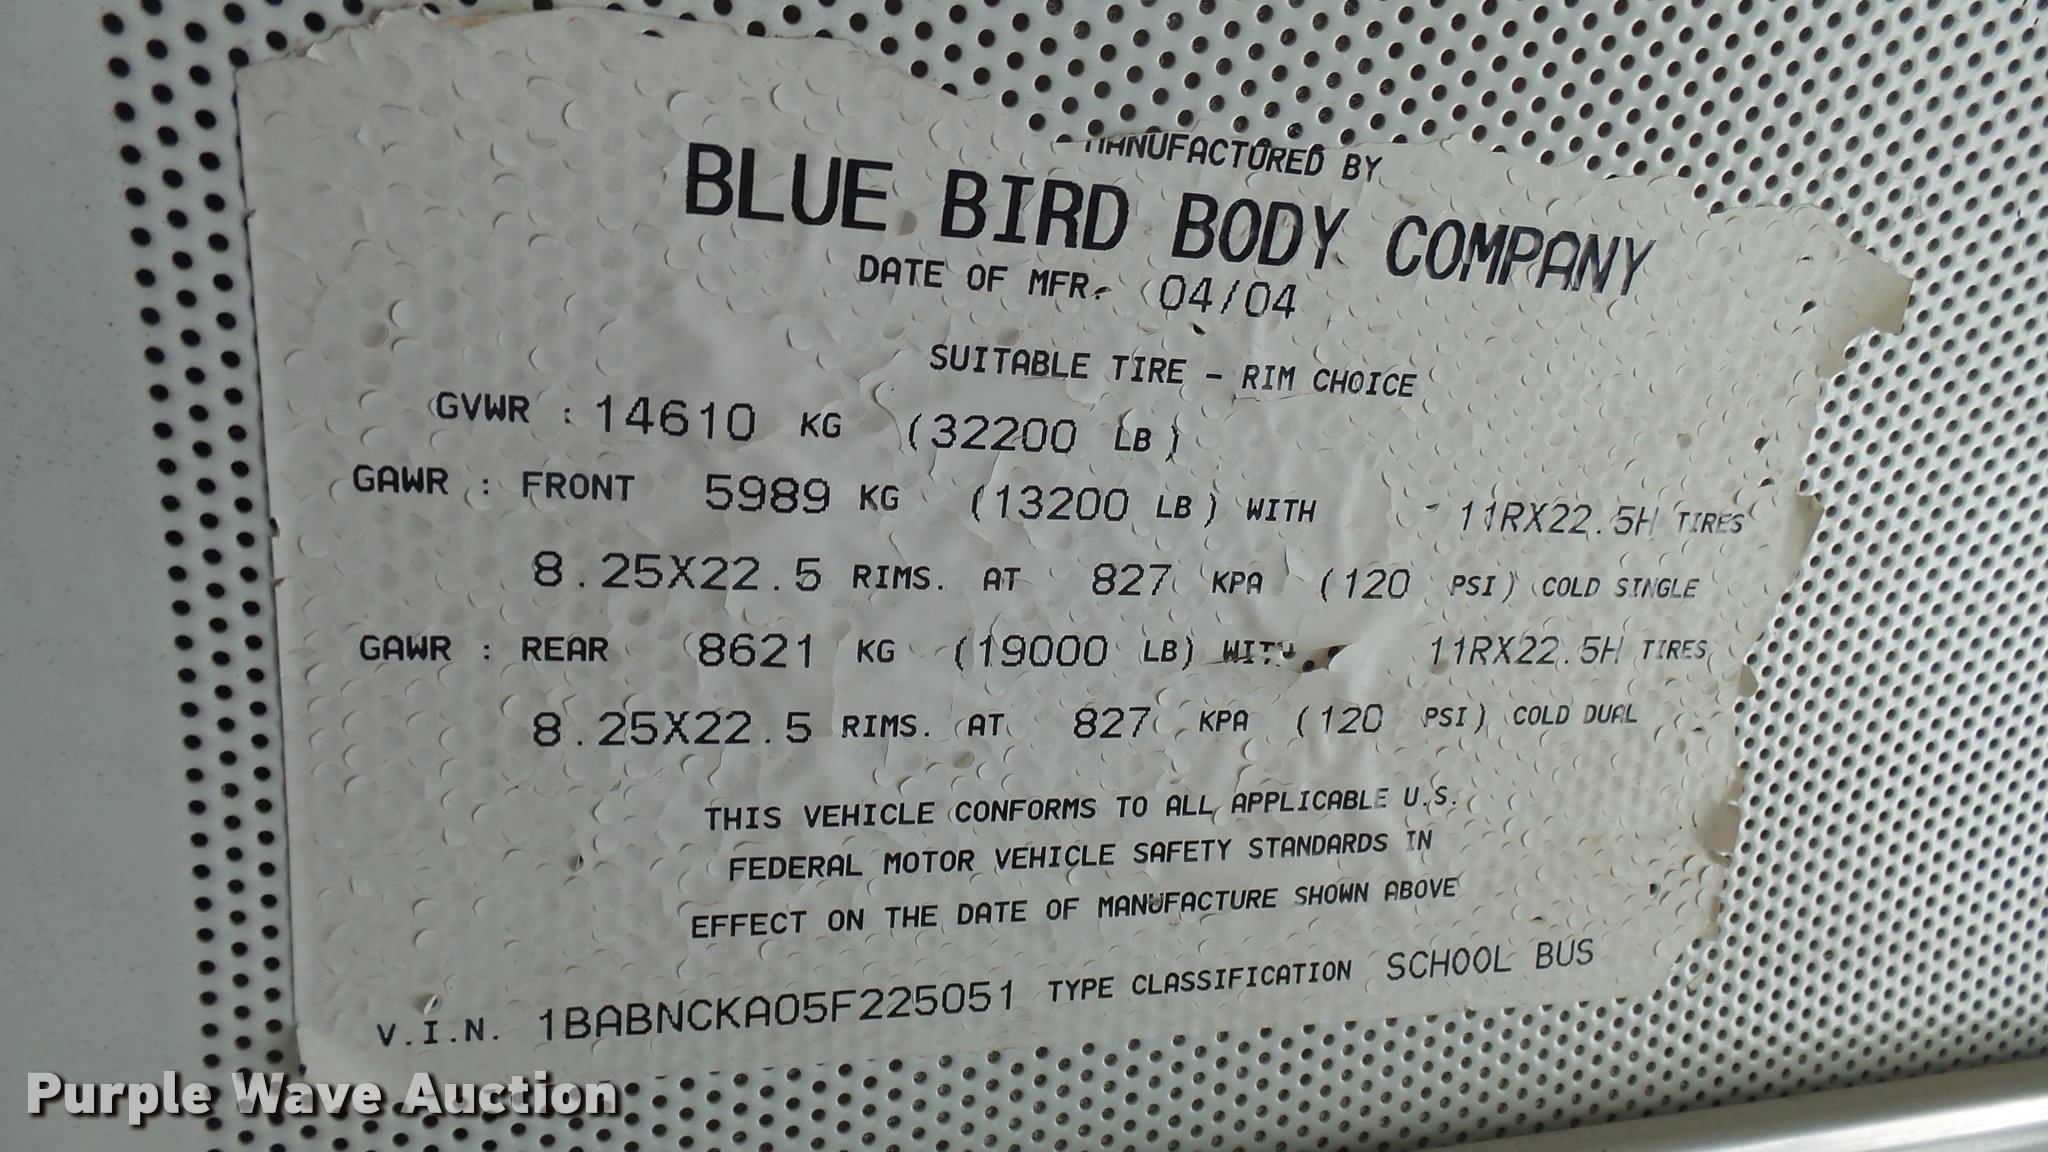 MANUFACTURED BY
BLUE BIRD BODY COMPANY
DATE OF MFR. 04/04
SUITABLE TIRE - RIM CHOICE
GVWR : 14610 KG (32200 LB)
GAWR : FRONT 5989 KG (13200 LB) WITH - 11RX22.5H TIRES
8.25X22.5 RIMS. AT 827 KPA (120 PSI) COLD SINGLE
GAWR : REAR 8621 KG (19000 LB) WITH 11RX22.5H TIRES
8.25X22.5 RIMS. AT 827 KPA (120 PSI) COLD DUAL
THIS VEHICLE CONFORMS TO ALL APPLICABLE U.S.
FEDERAL MOTOR VEHICLE SAFETY STANDARDS IN
EFFECT ON THE DATE OF MANUFACTURE SHOWN ABOVE
V.I.N. 1BABNCKA05F225051 TYPE CLASSIFICATION SCHOOL BUS
Purple Wave Auction